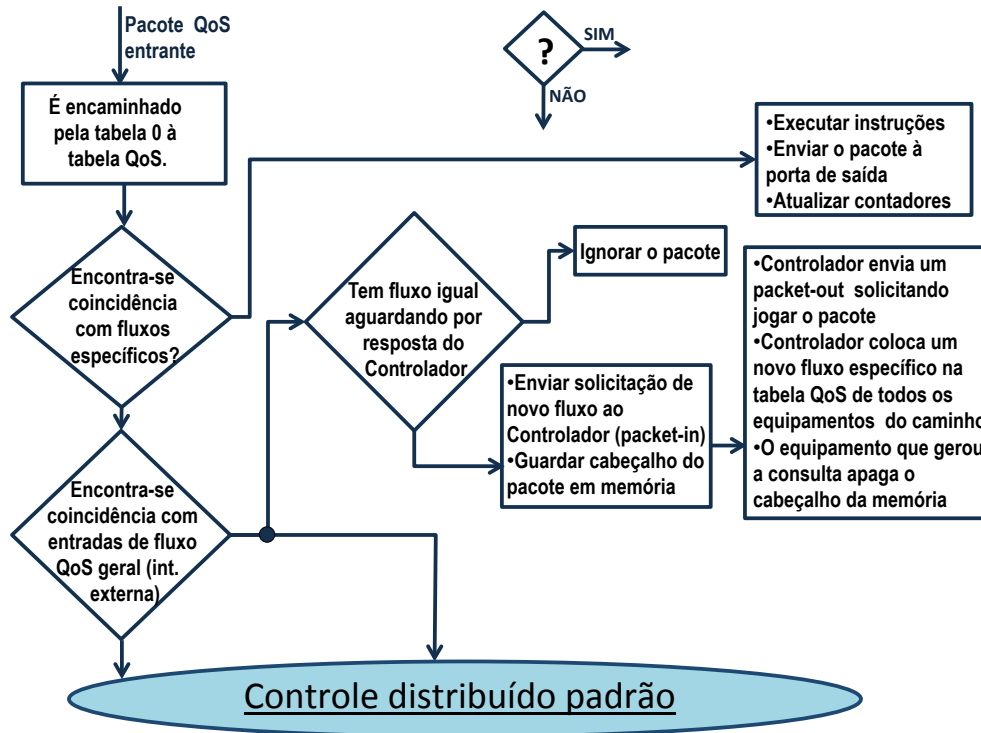 Pacote QoS
entrante
?
SIM
NÃO
É encaminhado
pela tabela 0 à
tabela QoS.
•Executar instruções
•Enviar o pacote à
porta de saída
•Atualizar contadores
Encontra-se
coincidência
com fluxos
específicos?
Tem fluxo igual
aguardando por
resposta do
Controlador
Ignorar o pacote
•Enviar solicitação de
novo fluxo ao
Controlador (packet-in)
•Guardar cabeçalho do
pacote em memória
•Controlador envia um
packet-out solicitando
jogar o pacote
•Controlador coloca um
novo fluxo específico na
tabela QoS de todos os
equipamentos do caminho
•O equipamento que gerou
a consulta apaga o
cabeçalho da memória
Encontra-se
coincidência com
entradas de fluxo
QoS geral (int.
externa)
Controle distribuído padrão